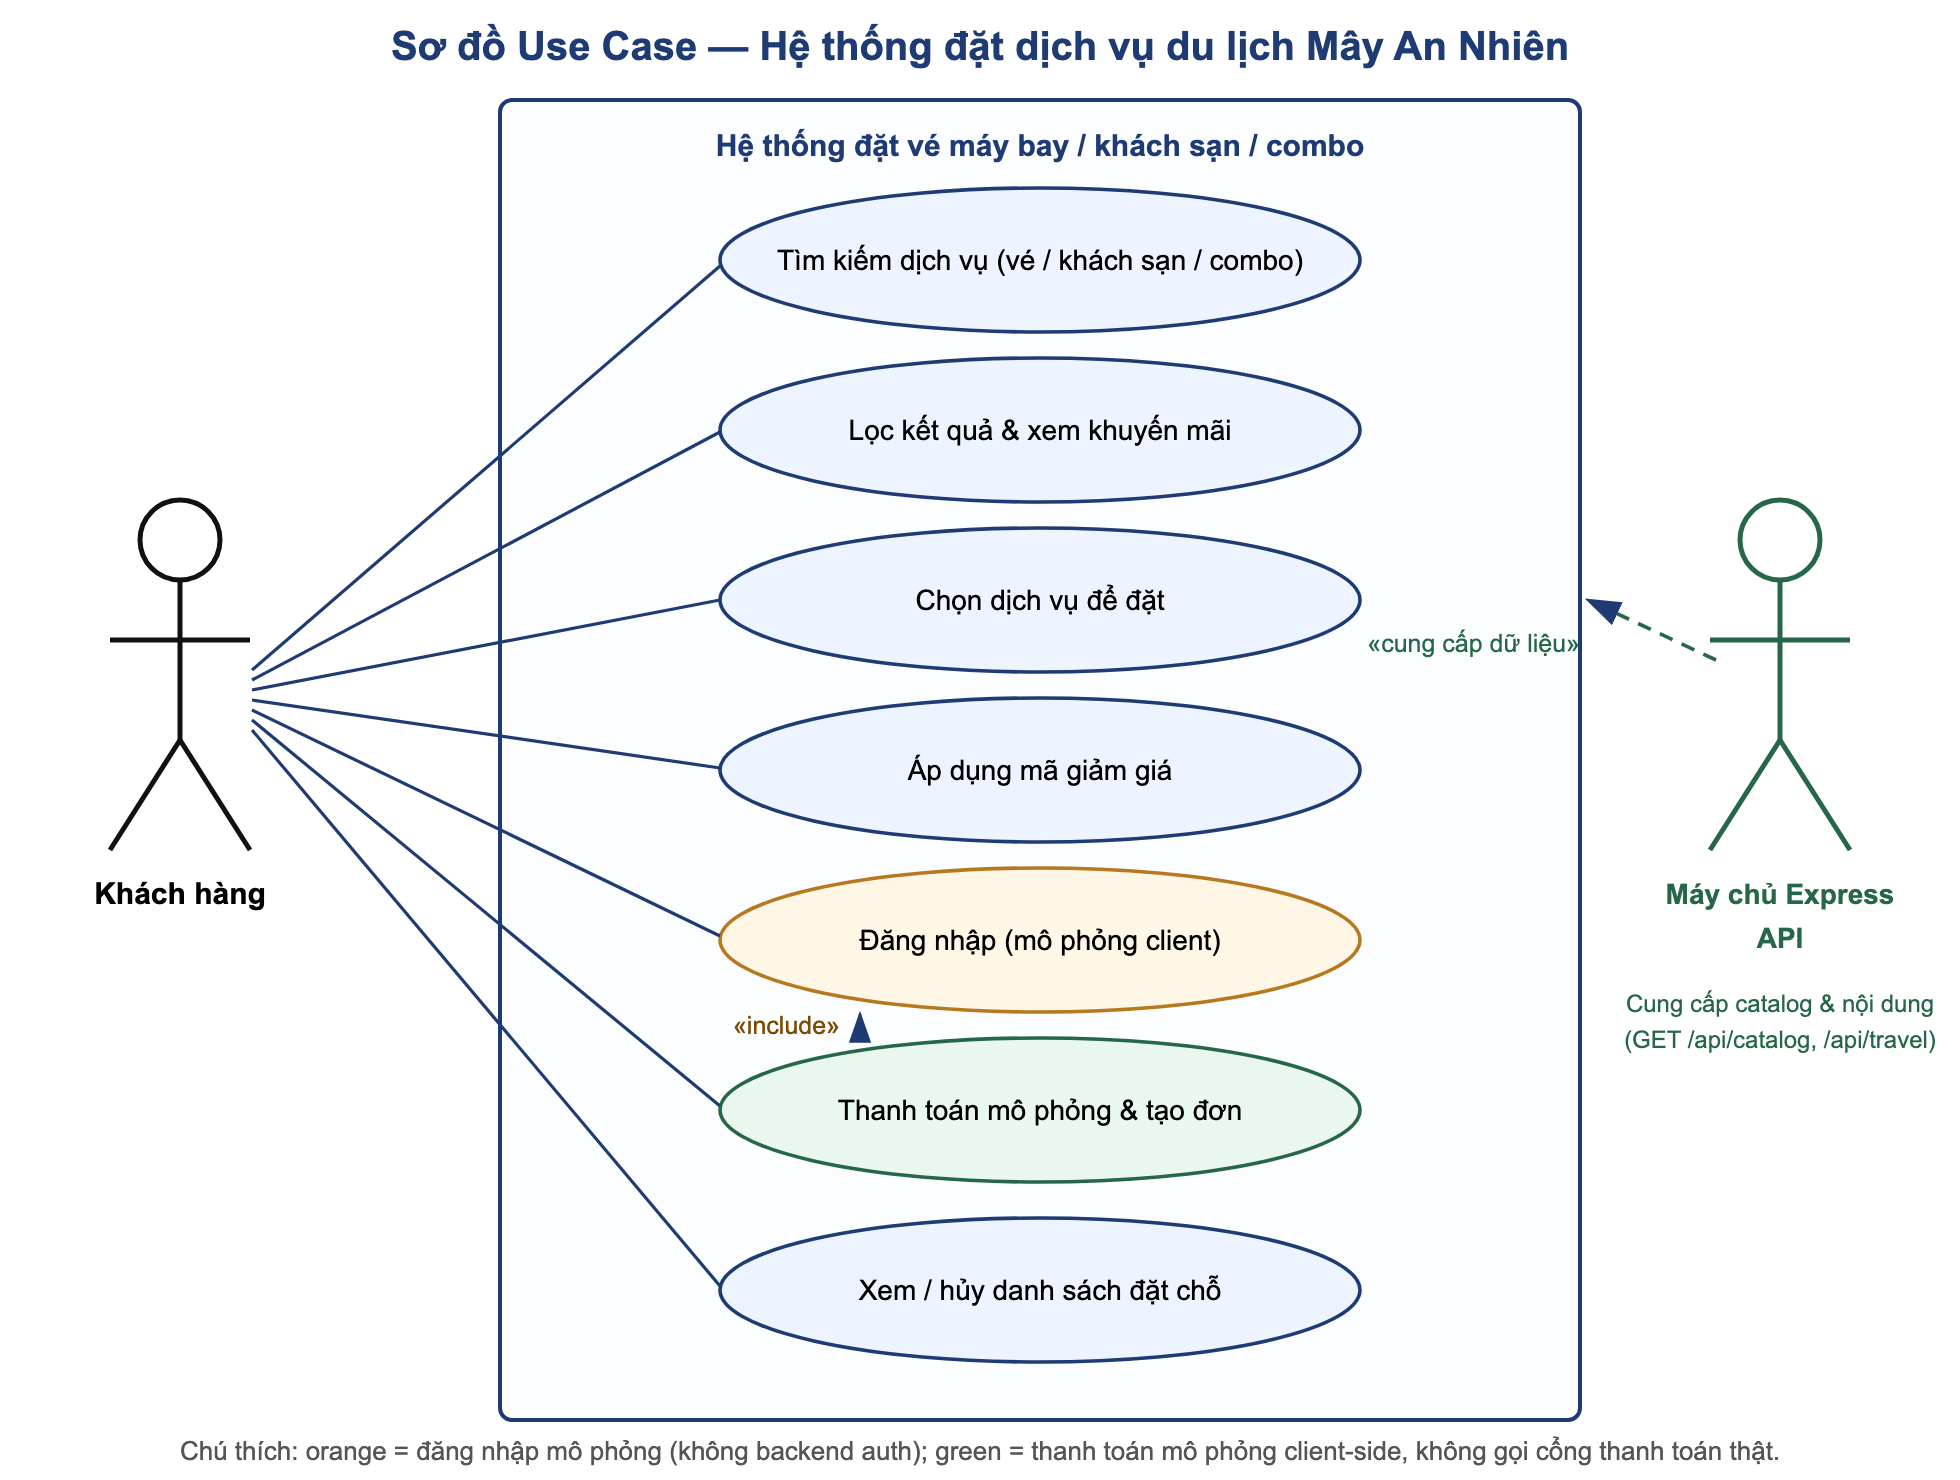 Sơ đồ Use Case — Hệ thống đặt dịch vụ du lịch Mây An Nhiên
Hệ thống đặt vé máy bay / khách sạn / combo
Tìm kiếm dịch vụ (vé / khách sạn / combo)
Lọc kết quả & xem khuyến mãi
Chọn dịch vụ để đặt
«cung cấp dữ liệu»
Áp dụng mã giảm giá
Khách hàng
Máy chủ Express
API
Đăng nhập (mô phỏng client)
Cung cấp catalog & nội dung
(GET /api/catalog, /api/travel)
«include»
Thanh toán mô phỏng & tạo đơn
Xem / hủy danh sách đặt chỗ
Chú thích: orange = đăng nhập mô phỏng (không backend auth); green = thanh toán mô phỏng client-side, không gọi cổng thanh toán thật.